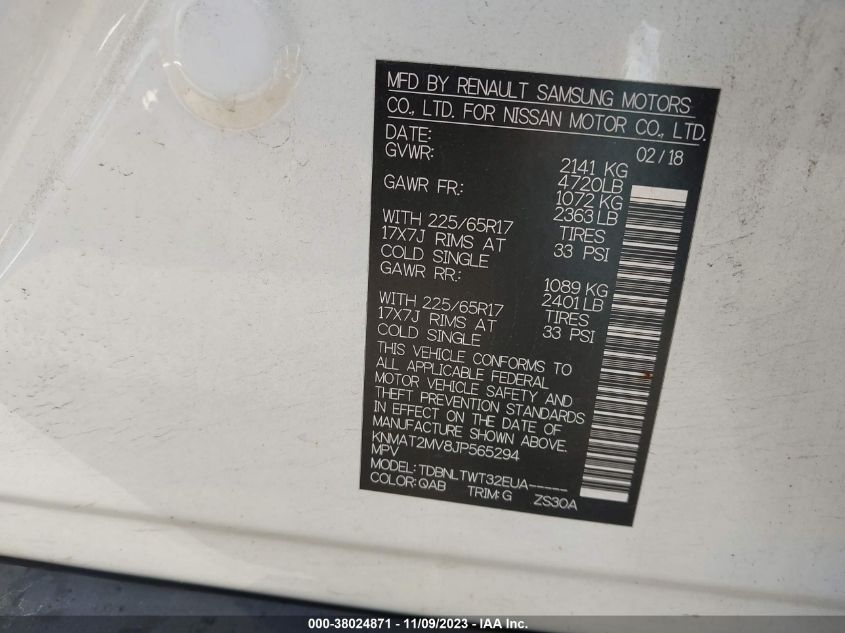 MFD BY RENAULT SAMSUNG MOTORS
CO., LTD. FOR NISSAN MOTOR CO., LTD.
DATE: 02/18
GVWR: 2141 KG
4720LB
GAWR FR: 1072 KG
2363 LB
WITH 225/65R17 TIRES
17X7J RIMS AT 33 PSI
COLD SINGLE
GAWR RR: 1089 KG
2401 LB
WITH 225/65R17 TIRES
17X7J RIMS AT 33 PSI
COLD SINGLE
THIS VEHICLE CONFORMS TO
ALL APPLICABLE FEDERAL
MOTOR VEHICLE SAFETY AND
THEFT PREVENTION STANDARDS
IN EFFECT ON THE DATE OF
MANUFACTURE SHOWN ABOVE.
KNMAT2MV8JP565294
MPV
MODEL: TDBNLTWT32EUA-----
COLOR: QAB TRIM: G ZS30A
000-38024871 - 11/09/2023 - IAA Inc.